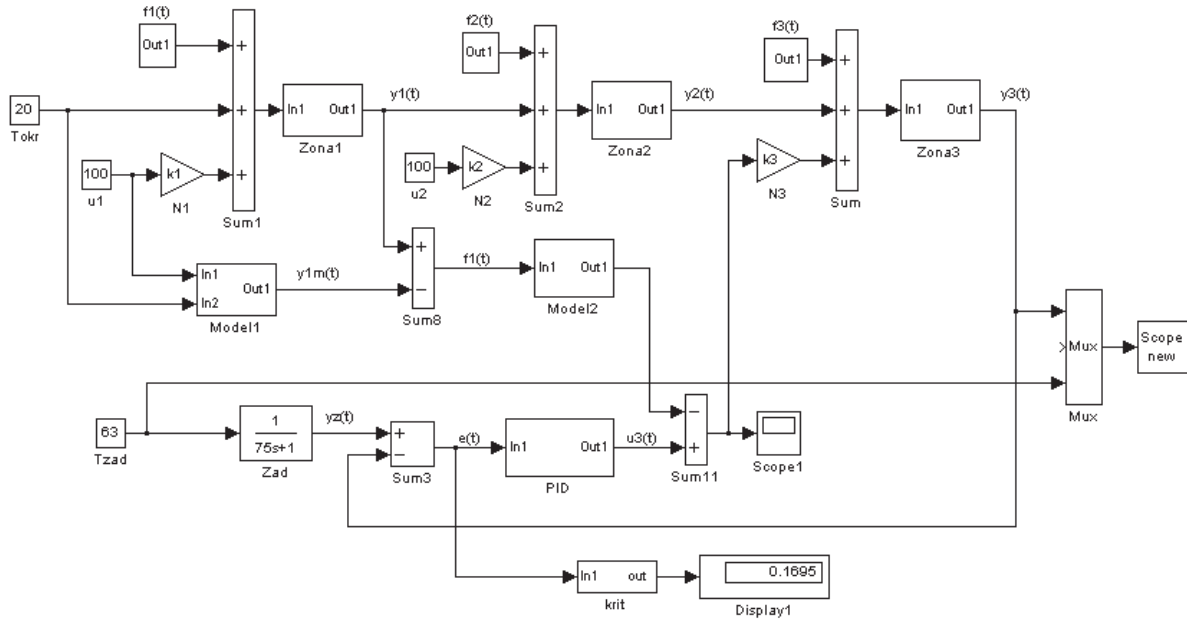 f1(t)
Out1
+
+
+
Sum1
20
Tokr
100
u1
k1
N1
In1 Out1
Zona1
y1(t)
f2(t)
Out1
+
+
+
Sum2
100
u2
k2
N2
In1 Out1
Zona2
y2(t)
f3(t)
Out1
+
+
+
Sum
k3
N3
In1 Out1
Zona3
y3(t)
In1
In2
Out1
Model1
y1m(t)
+
−
Sum8
f1(t)
In1 Out1
Model2
Mux
Mux
Scope
new
63
Tzad
1
75s+1
Zad
yz(t)
+
−
Sum3
e(t)
In1 Out1
PID
u3(t)
−
+
Sum11
Scope1
In1 out
krit
0.1695
Display1